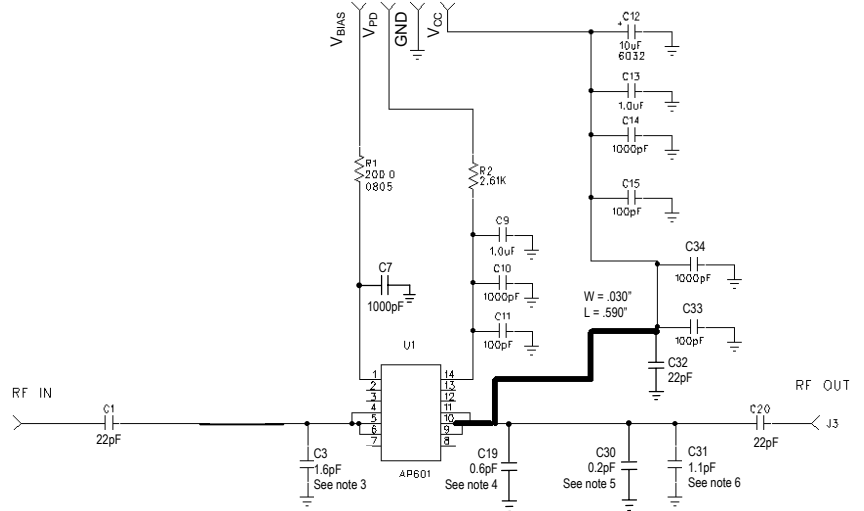 VBIAS
VPD
GND
VCC
C12
+
10uF
6032
C13
1.0uF
C14
1000pF
C15
100pF
R1
20D 0
0805
R2
2.61K
C9
1.0uF
C10
1000pF
C11
100pF
C7
1000pF
C34
1000pF
C33
100pF
C32
22pF
W = .030"
L = .590"
U1
1 14
2 13
3 12
4 11
5 10
6 9
7 8
AP601
RF IN
C1
22pF
C3
1.6pF
See note 3
C19
0.6pF
See note 4
C30
0.2pF
See note 5
C31
1.1pF
See note 6
C20
22pF
RF OUT
J3